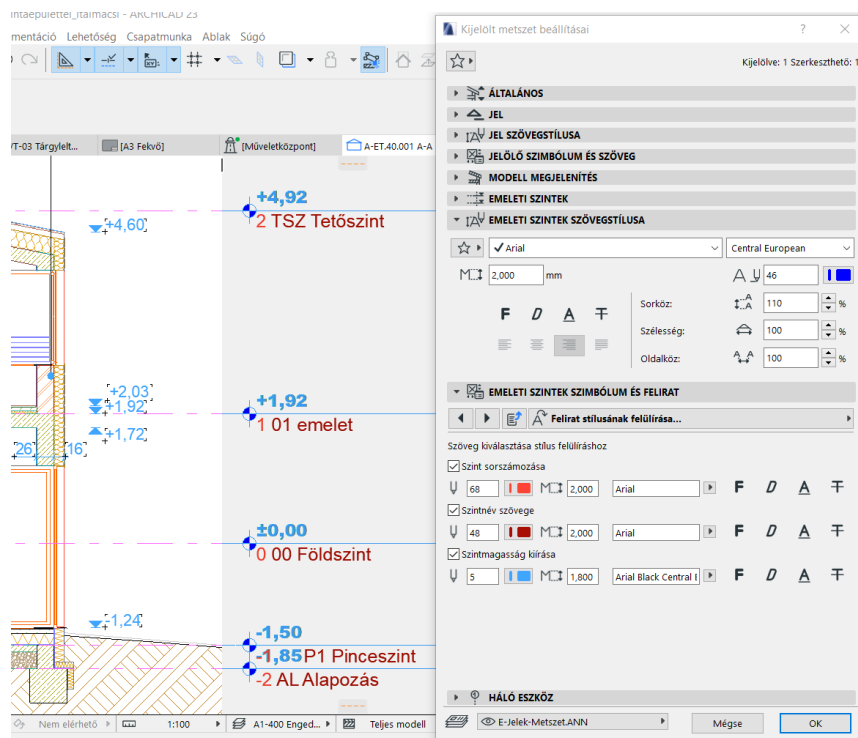 intaepulettel_italmacsi - ARCHICAD 23
mentáció Lehetőség Csapatmunka Ablak Súgó
/T-03 Tárgylelt... [A3 Fekvő] [Műveletközpont] A-ET.40.001 A-A
+4,92
2 TSZ Tetőszint
+4,60
+2,03
+1,92
+1,72
26 16
+1,92
1 01 emelet
±0,00
0 00 Földszint
-1,24
-1,50
-1,85 P1 Pinceszint
-2 AL Alapozás
Nem elérhető 1:100 A1-400 Enged... Teljes modell
Kijelölt metszet beállításai
Kijelölve: 1 Szerkeszthető: 1
ÁLTALÁNOS
JEL
JEL SZÖVEGSTÍLUSA
JELÖLŐ SZIMBÓLUM ÉS SZÖVEG
MODELL MEGJELENÍTÉS
EMELETI SZINTEK
EMELETI SZINTEK SZÖVEGSTÍLUSA
Arial Central European
2,000 mm 46
Sorköz: 110 %
Szélesség: 100 %
Oldalköz: 100 %
F D A T
EMELETI SZINTEK SZIMBÓLUM ÉS FELIRAT
Felirat stílusának felülírása...
Szöveg kiválasztása stílus felülíráshoz
Szint sorszámozása
68 2,000 Arial F D A T
Szintnév szövege
48 2,000 Arial F D A T
Szintmagasság kiírása
5 1,800 Arial Black Central E F D A T
HÁLÓ ESZKÖZ
E-Jelek-Metszet.ANN
Mégse OK